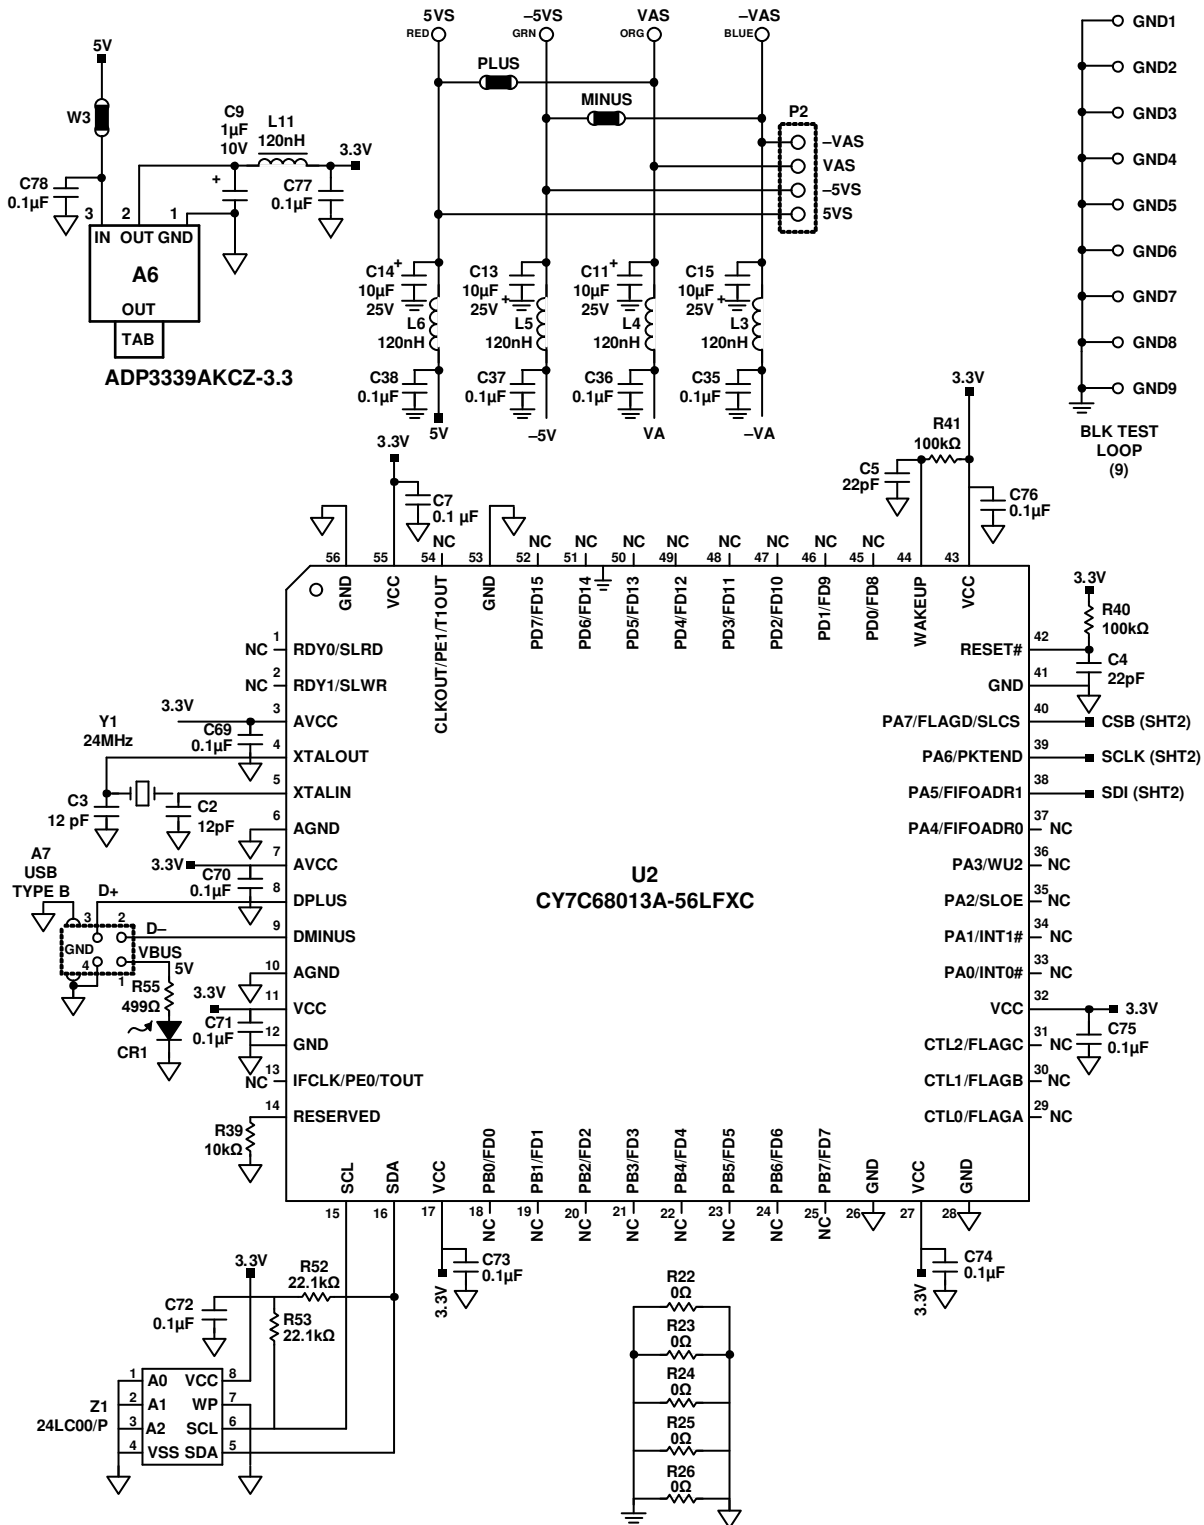 5VS
RED
–5VS
GRN
VAS
ORG
–VAS
BLUE
PLUS
MINUS
P2
–VAS
VAS
–5VS
5VS
GND1
GND2
GND3
GND4
GND5
GND6
GND7
GND8
GND9
BLK TEST
LOOP
(9)
5V
W3
C9
1µF
10V
L11
120nH
3.3V
C78
0.1µF
C77
0.1µF
+
3
2
1
IN
OUT
GND
A6
OUT
TAB
ADP3339AKCZ-3.3
C14
+
10µF
25V
L6
120nH
C38
0.1µF
5V
C13
10µF
25V
+
L5
120nH
C37
0.1µF
–5V
C11
+
10µF
25V
L4
120nH
C36
0.1µF
VA
C15
10µF
25V
+
L3
120nH
C35
0.1µF
–VA
3.3V
C7
0.1 µF
C5
22pF
R41
100kΩ
3.3V
C76
0.1µF
56
55
54
NC
53
52
NC
51
NC
50
NC
49
NC
48
NC
47
NC
46
NC
45
NC
44
43
GND
VCC
CLKOUT/PE1/T1OUT
GND
PD7/FD15
PD6/FD14
PD5/FD13
PD4/FD12
PD3/FD11
PD2/FD10
PD1/FD9
PD0/FD8
WAKEUP
VCC
U2
CY7C68013A-56LFXC
NC
1
RDY0/SLRD
NC
2
RDY1/SLWR
3.3V
3
AVCC
C69
0.1µF
Y1
24MHz
4
XTALOUT
5
XTALIN
C3
12 pF
C2
12pF
6
AGND
3.3V
7
AVCC
C70
0.1µF
A7
USB
TYPE B
D+
8
DPLUS
3
2
D–
9
DMINUS
GND
4
1
VBUS
5V
10
AGND
R55
499Ω
CR1
3.3V
11
VCC
C71
0.1µF
12
GND
NC
13
IFCLK/PE0/TOUT
14
RESERVED
R39
10kΩ
3.3V
R40
100kΩ
RESET#
42
C4
22pF
GND
41
PA7/FLAGD/SLCS
40
CSB (SHT2)
PA6/PKTEND
39
SCLK (SHT2)
PA5/FIFOADR1
38
SDI (SHT2)
PA4/FIFOADR0
37
NC
PA3/WU2
36
NC
PA2/SLOE
35
NC
PA1/INT1#
34
NC
PA0/INT0#
33
NC
VCC
32
3.3V
C75
0.1µF
CTL2/FLAGC
31
NC
CTL1/FLAGB
30
NC
CTL0/FLAGA
29
NC
SCL
SDA
VCC
PB0/FD0
PB1/FD1
PB2/FD2
PB3/FD3
PB4/FD4
PB5/FD5
PB6/FD6
PB7/FD7
GND
VCC
GND
15
16
17
18
NC
19
NC
20
NC
21
NC
22
NC
23
NC
24
NC
25
NC
26
27
28
3.3V
C73
0.1µF
3.3V
C74
0.1µF
3.3V
R52
22.1kΩ
C72
0.1µF
R53
22.1kΩ
Z1
24LC00/P
1
A0
VCC
8
2
A1
WP
7
3
A2
SCL
6
4
VSS
SDA
5
R22
0Ω
R23
0Ω
R24
0Ω
R25
0Ω
R26
0Ω